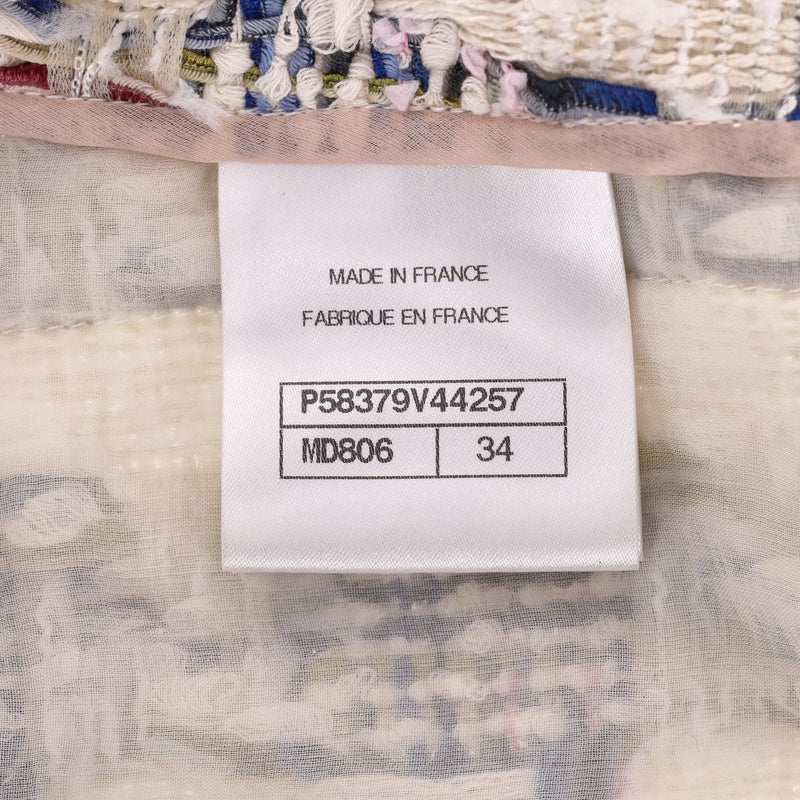 MADE IN FRANCE
FABRIQUE EN FRANCE
P58379V44257
MD806 34